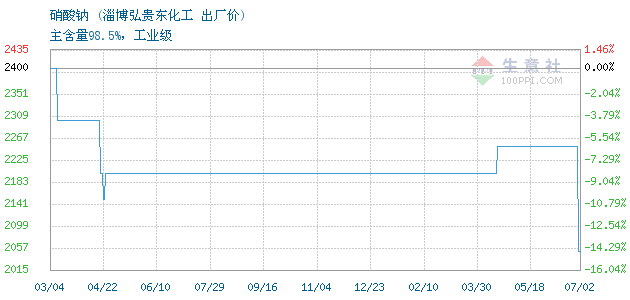 硝酸钠 (淄博弘贵东化工 出厂价)
主含量98.5%，工业级
2435 1.46%
2400 0.00%
2351 -2.04%
2309 -3.79%
2267 -5.54%
2225 -7.29%
2183 -9.04%
2141 -10.79%
2099 -12.54%
2057 -14.29%
2015 -16.04%
生意社
100PPI.COM
03/04 04/22 06/10 07/29 09/16 11/04 12/23 02/10 03/30 05/18 07/02